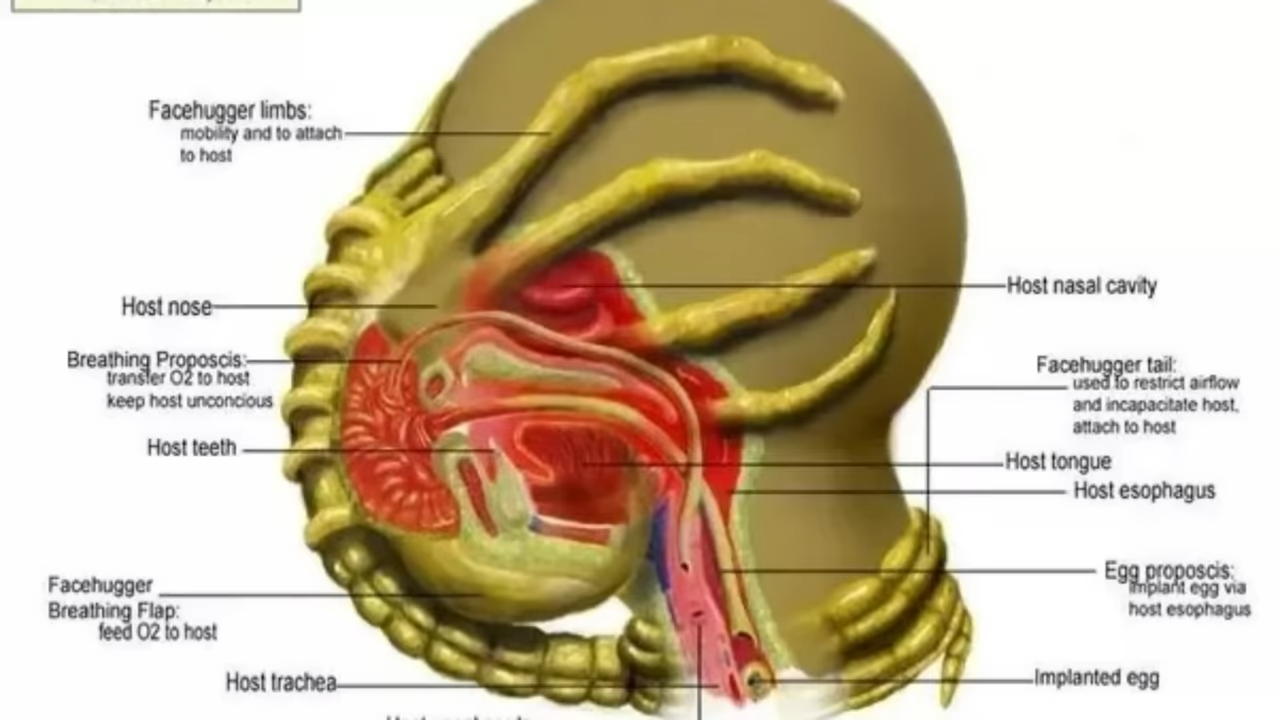 Facehugger limbs:
mobility and to attach
to host
Host nose
Breathing Proposcis:
transfer O2 to host
keep host unconcious
Host teeth
Facehugger
Breathing Flap:
feed O2 to host
Host trachea
Host nasal cavity
Facehugger tail:
used to restrict airflow
and incapacitate host,
attach to host
Host tongue
Host esophagus
Egg proposcis:
implant egg via
host esophagus
Implanted egg